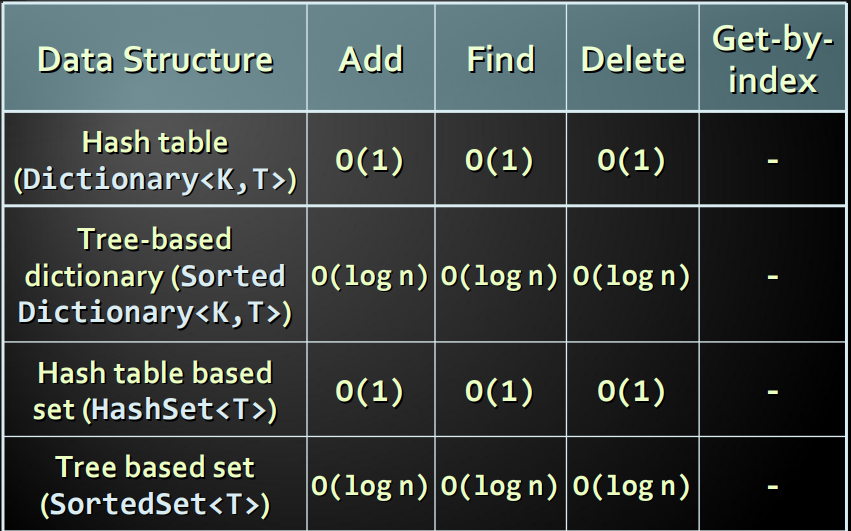 Data Structure Add Find Delete Get-by-
index
Hash table
(Dictionary<K,T>) O(1) O(1) O(1) -
Tree-based
dictionary (Sorted
Dictionary<K,T>) O(log n) O(log n) O(log n) -
Hash table based
set (HashSet<T>) O(1) O(1) O(1) -
Tree based set
(SortedSet<T>) O(log n) O(log n) O(log n) -